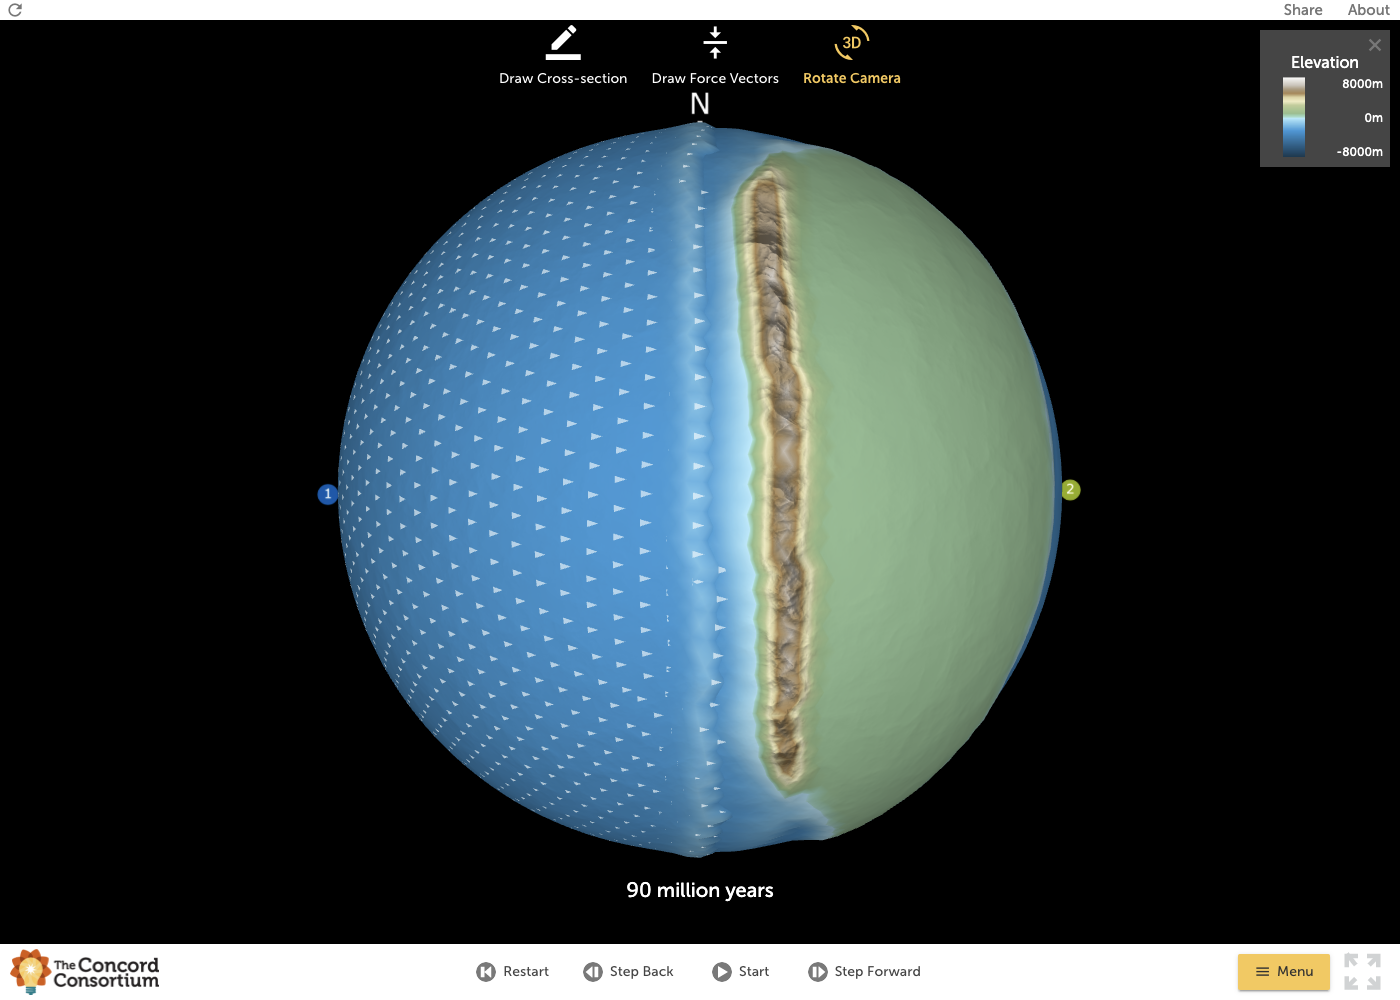 Share About
Draw Cross-section Draw Force Vectors 3D Rotate Camera
Elevation
8000m
0m
-8000m
N
1
2
90 million years
The Concord
Consortium
Restart Step Back Start Step Forward Menu